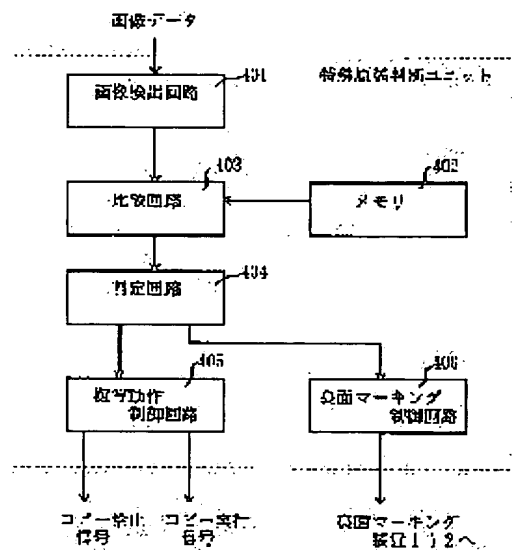 画像データ
401
画像検出回路
特殊原稿判別ユニット
403
402
比較回路
メモリ
404
判定回路
405
406
複写動作
制御回路
裏面マーキング
制御回路
コピー禁止
信号
コピー実行
信号
裏面マーキング
装置112へ